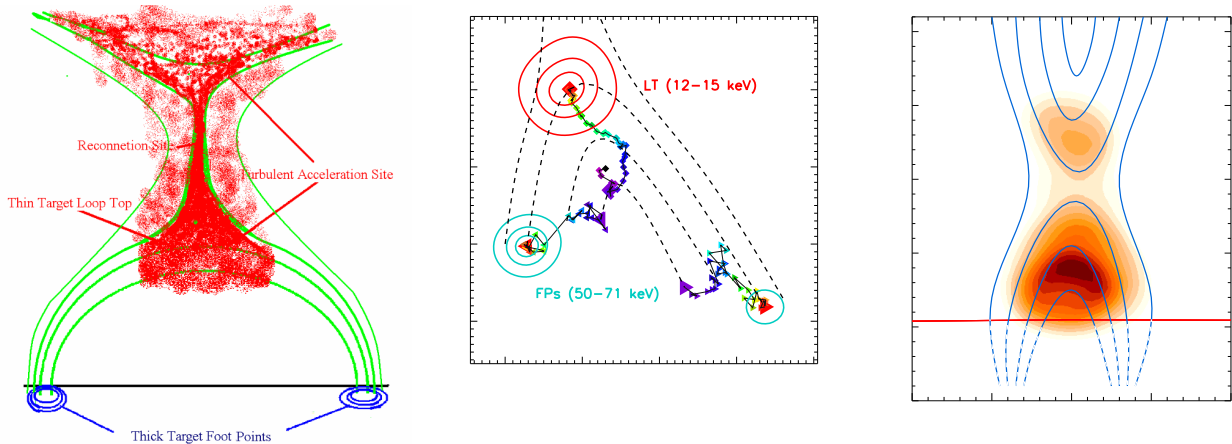 Reconnetion Site
Turbulent Acceleration Site
Thin Target Loop Top
Thick Target Foot Points
LT (12-15 keV)
FPs (50-71 keV)